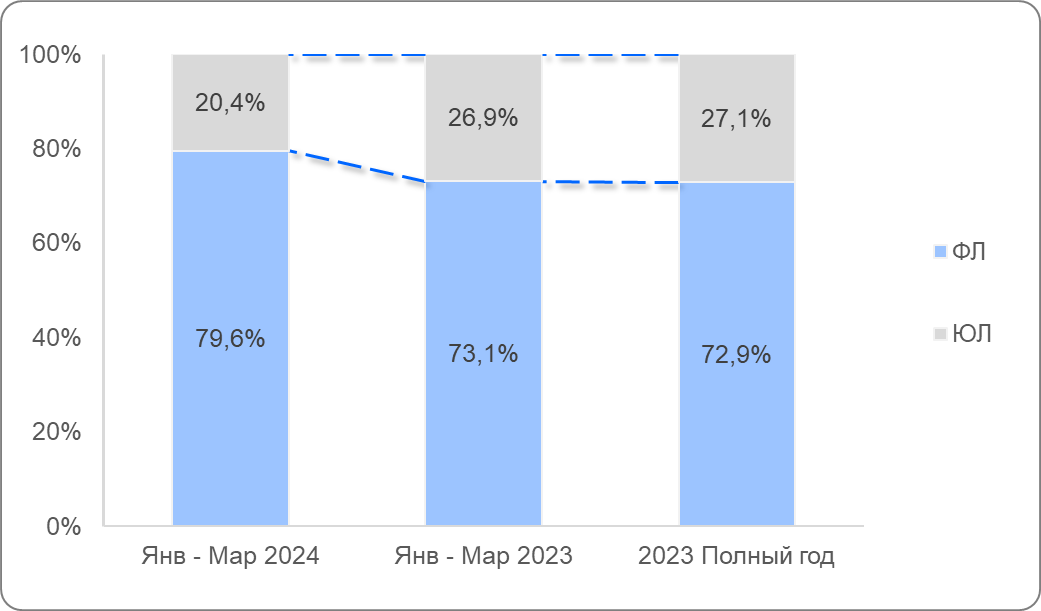 100%
80%
60%
40%
20%
0%
20,4%
26,9%
27,1%
79,6%
73,1%
72,9%
Янв - Мар 2024
Янв - Мар 2023
2023 Полный год
ФЛ
ЮЛ